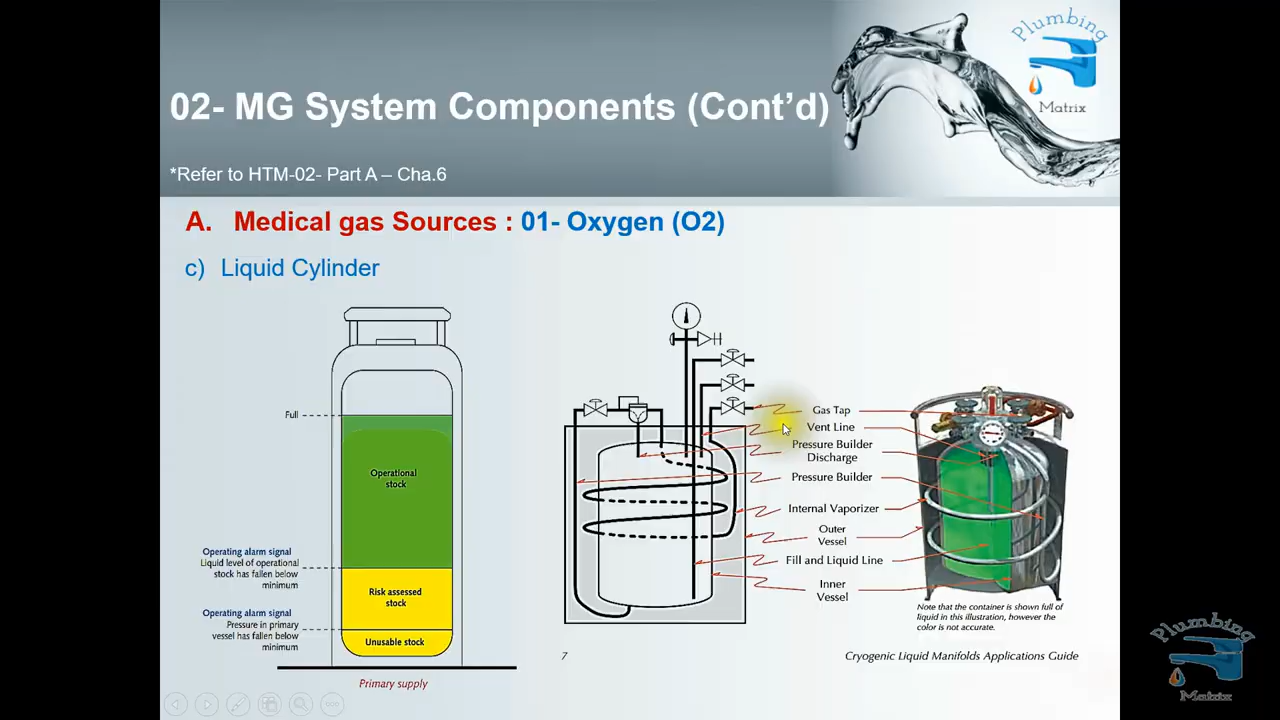 Plumbing
Matrix
02- MG System Components (Cont’d)
*Refer to HTM-02- Part A – Cha.6
A. Medical gas Sources : 01- Oxygen (O2)
c) Liquid Cylinder
Full
Operational
stock
Operating alarm signal
Liquid level of operational
stock has fallen below
minimum
Risk assessed
stock
Operating alarm signal
Pressure in primary
vessel has fallen below
minimum
Unusable stock
Primary supply
Gas Tap
Vent Line
Pressure Builder
Discharge
Pressure Builder
Internal Vaporizer
Outer
Vessel
Fill and Liquid Line
Inner
Vessel
Note that the container is shown full of
liquid in this illustration, however the
color is not accurate.
7
Cryogenic Liquid Manifolds Applications Guide
Plumbing
Matrix